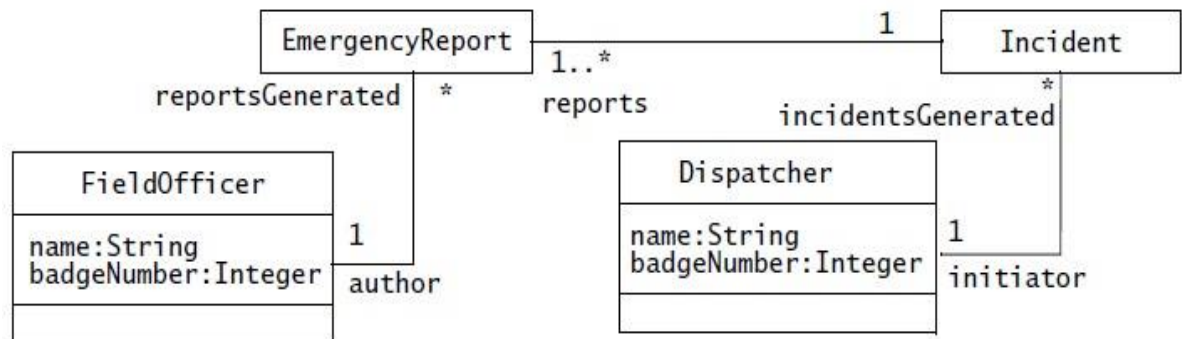 EmergencyReport
1
Incident
1..*
reports
reportsGenerated
*
*
incidentsGenerated
FieldOfficer
name:String
badgeNumber:Integer
1
author
Dispatcher
name:String
badgeNumber:Integer
1
initiator